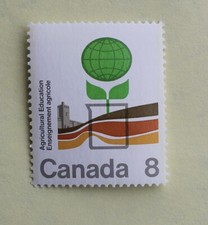 Agricultural Education
Enseignement agricole
Canada 8